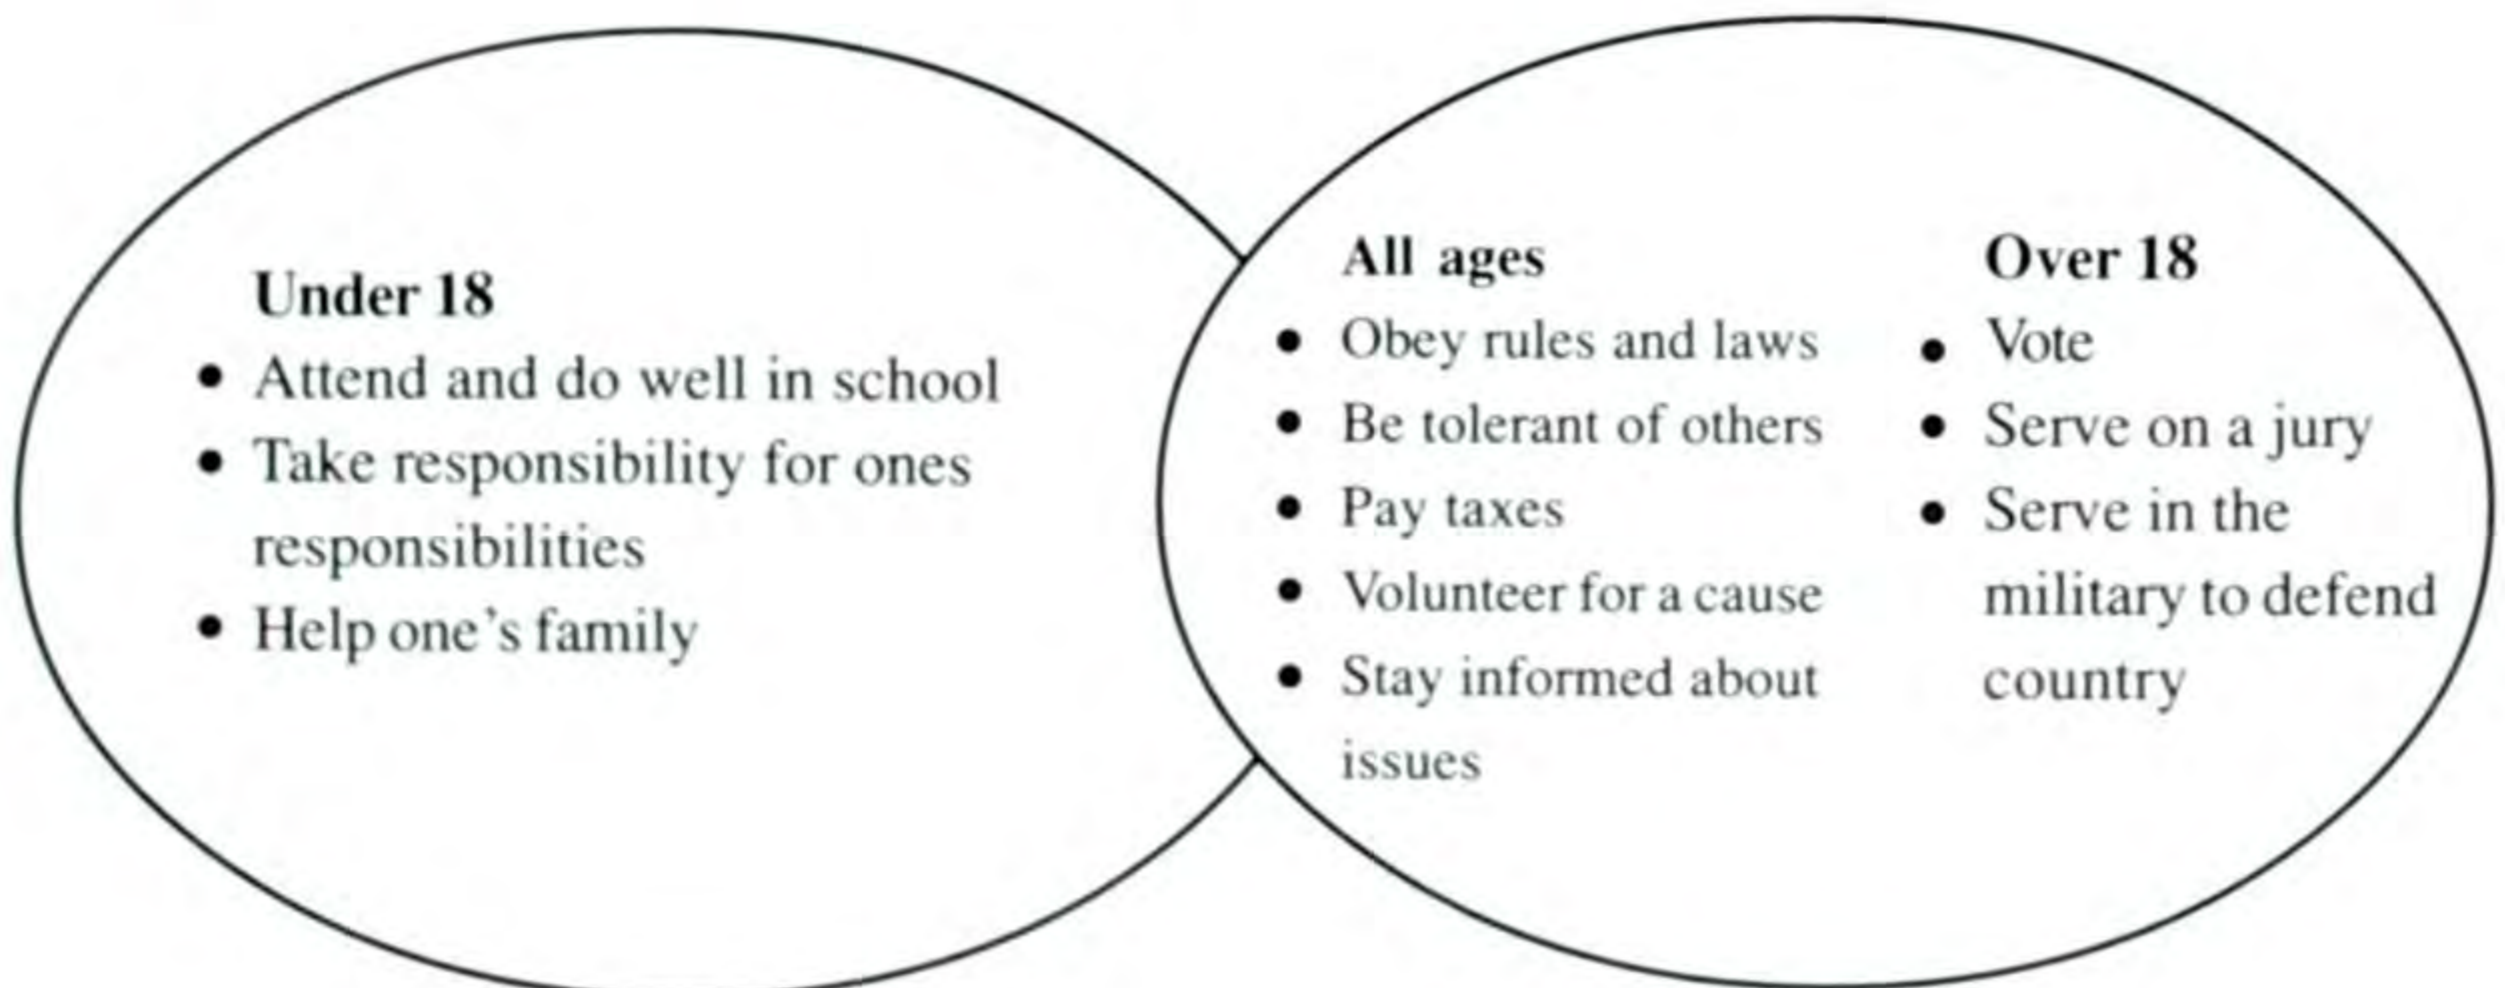 Under 18
• Attend and do well in school
• Take responsibility for ones
responsibilities
• Help one's family
All ages
• Obey rules and laws
• Be tolerant of others
• Pay taxes
• Volunteer for a cause
• Stay informed about
issues
Over 18
• Vote
• Serve on a jury
• Serve in the
military to defend
country